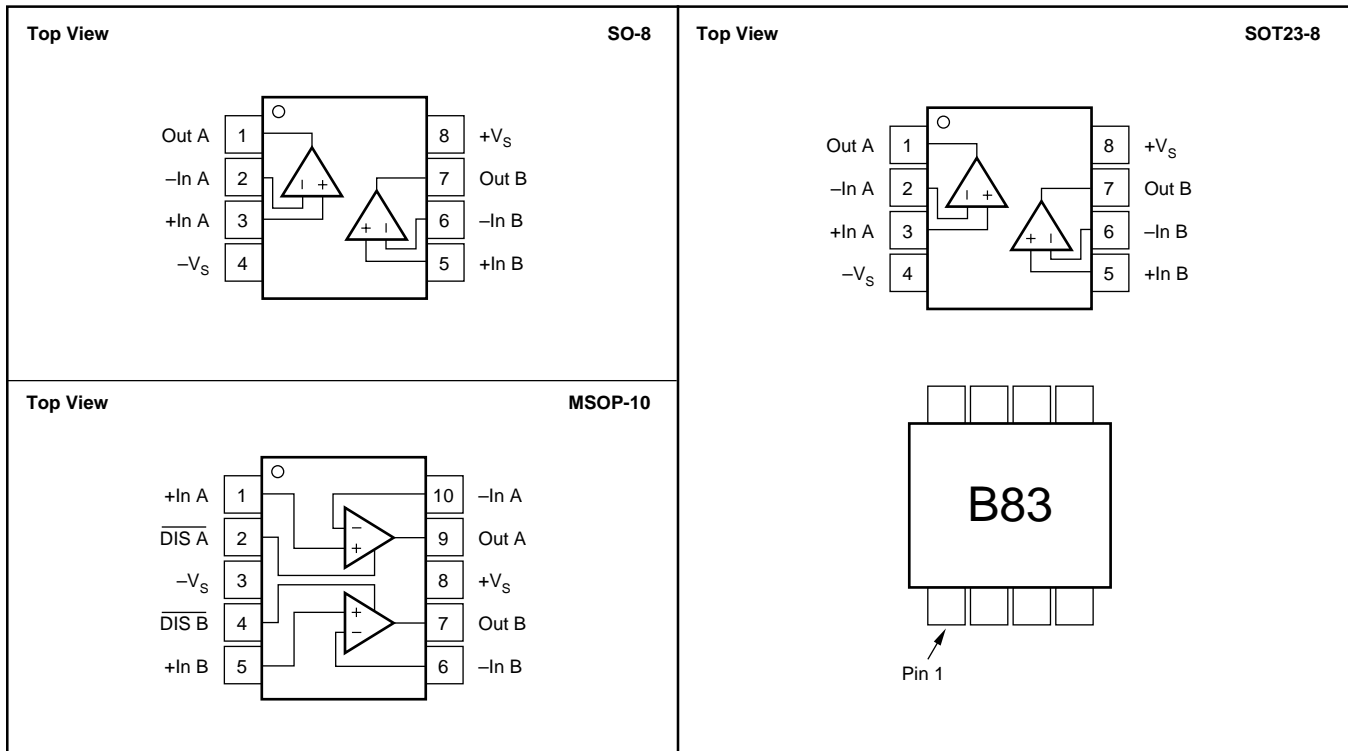 Top View SO-8
Out A 1 8 +VS
–In A 2 7 Out B
+In A 3 6 –In B
–VS 4 5 +In B
Top View MSOP-10
+In A 1 10 –In A
DIS A 2 9 Out A
–VS 3 8 +VS
DIS B 4 7 Out B
+In B 5 6 –In B
Top View SOT23-8
Out A 1 8 +VS
–In A 2 7 Out B
+In A 3 6 –In B
–VS 4 5 +In B
B83
Pin 1